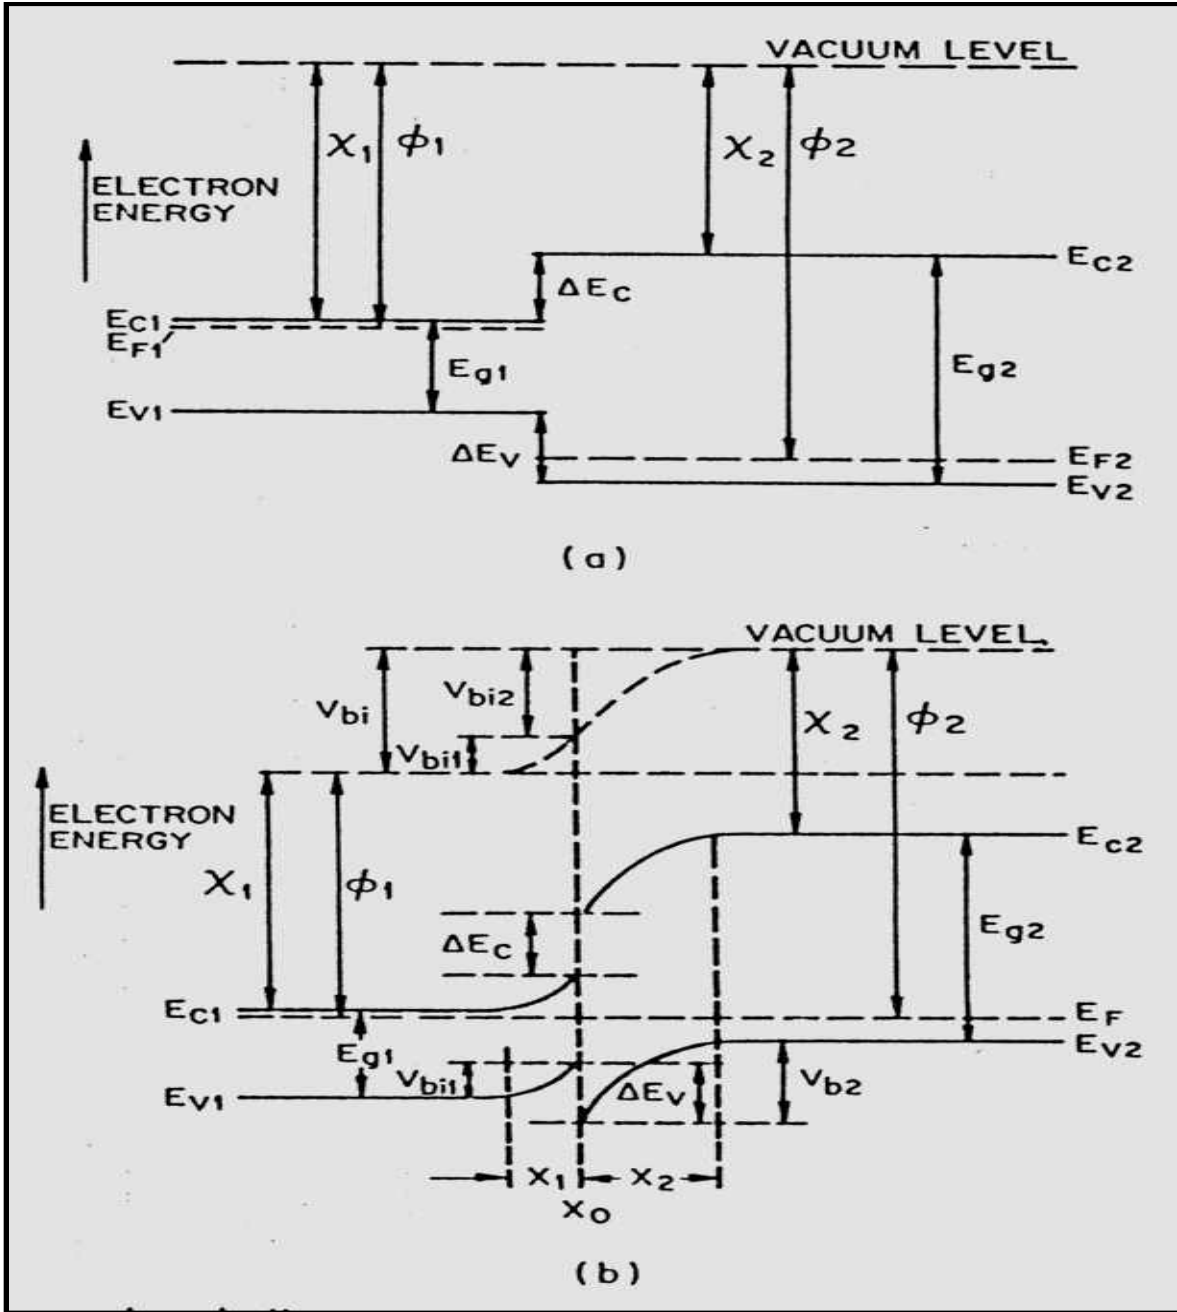 VACUUM LEVEL
χ1 ϕ1
χ2 ϕ2
ELECTRON
ENERGY
EC2
ΔEC
EC1
EF1
Eg1
Eg2
EV1
ΔEV
EF2
EV2
(a)
VACUUM LEVEL
Vbi2
Vbi
Vbi1
χ2 ϕ2
ELECTRON
ENERGY
EC2
χ1 ϕ1
ΔEC
Eg2
EC1
EF
Eg1
EV2
Vbi1
ΔEV
Vb2
EV1
X1 X2
X0
(b)